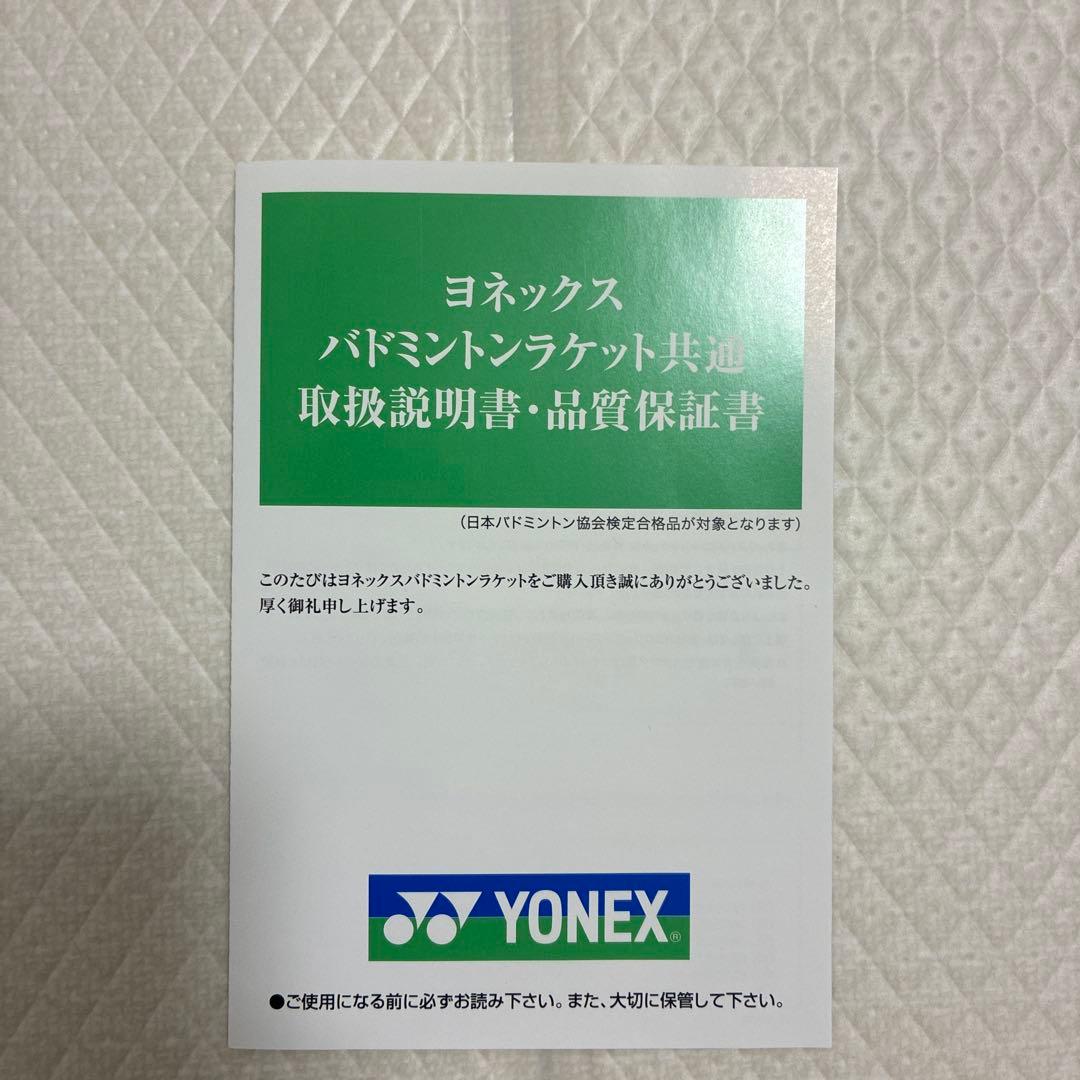 ヨネックス
バドミントンラケット共通
取扱説明書・品質保証書
（日本バドミントン協会検定合格品が対象となります）
このたびはヨネックスバドミントンラケットをご購入頂き誠にありがとうございました。
厚く御礼申し上げます。
YONEX®
●ご使用になる前に必ずお読み下さい。また、大切に保管して下さい。